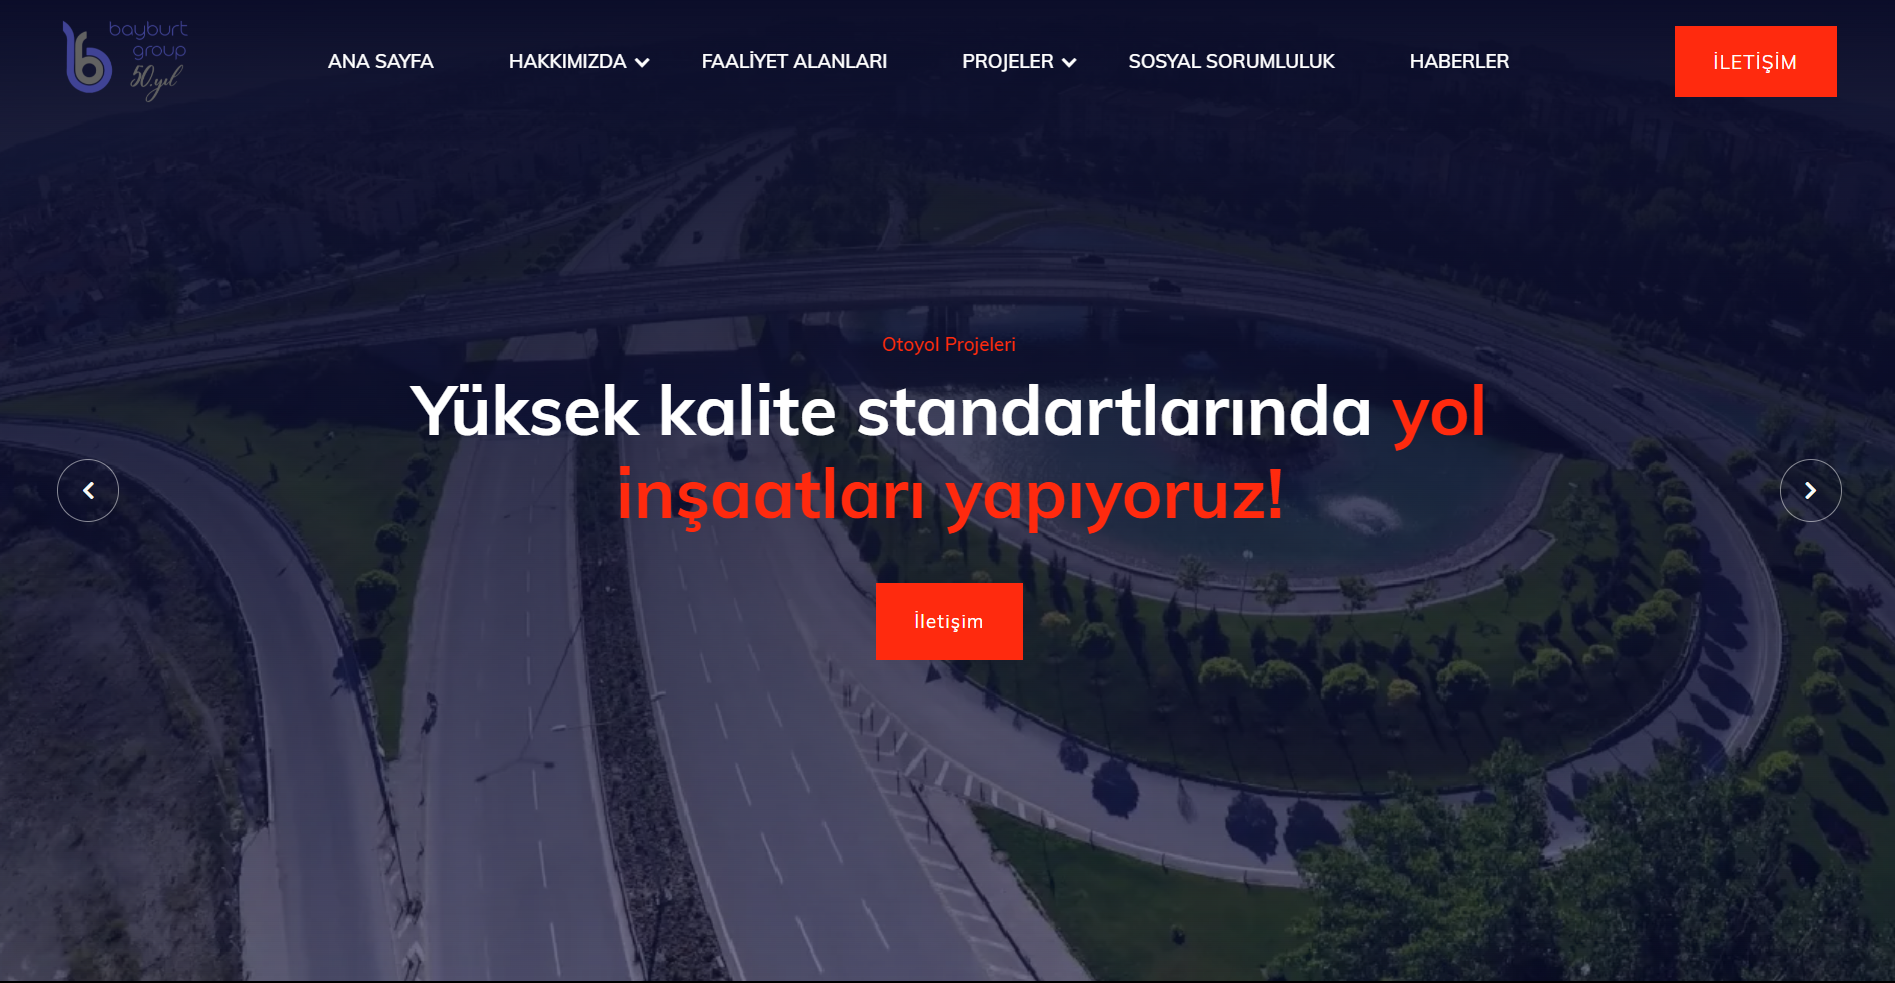 bayburt
group
50.yıl
ANA SAYFA
HAKKIMIZDA
FAALİYET ALANLARI
PROJELER
SOSYAL SORUMLULUK
HABERLER
İLETİŞİM
Otoyol Projeleri
Yüksek kalite standartlarında yol
inşaatları yapıyoruz!
İletişim